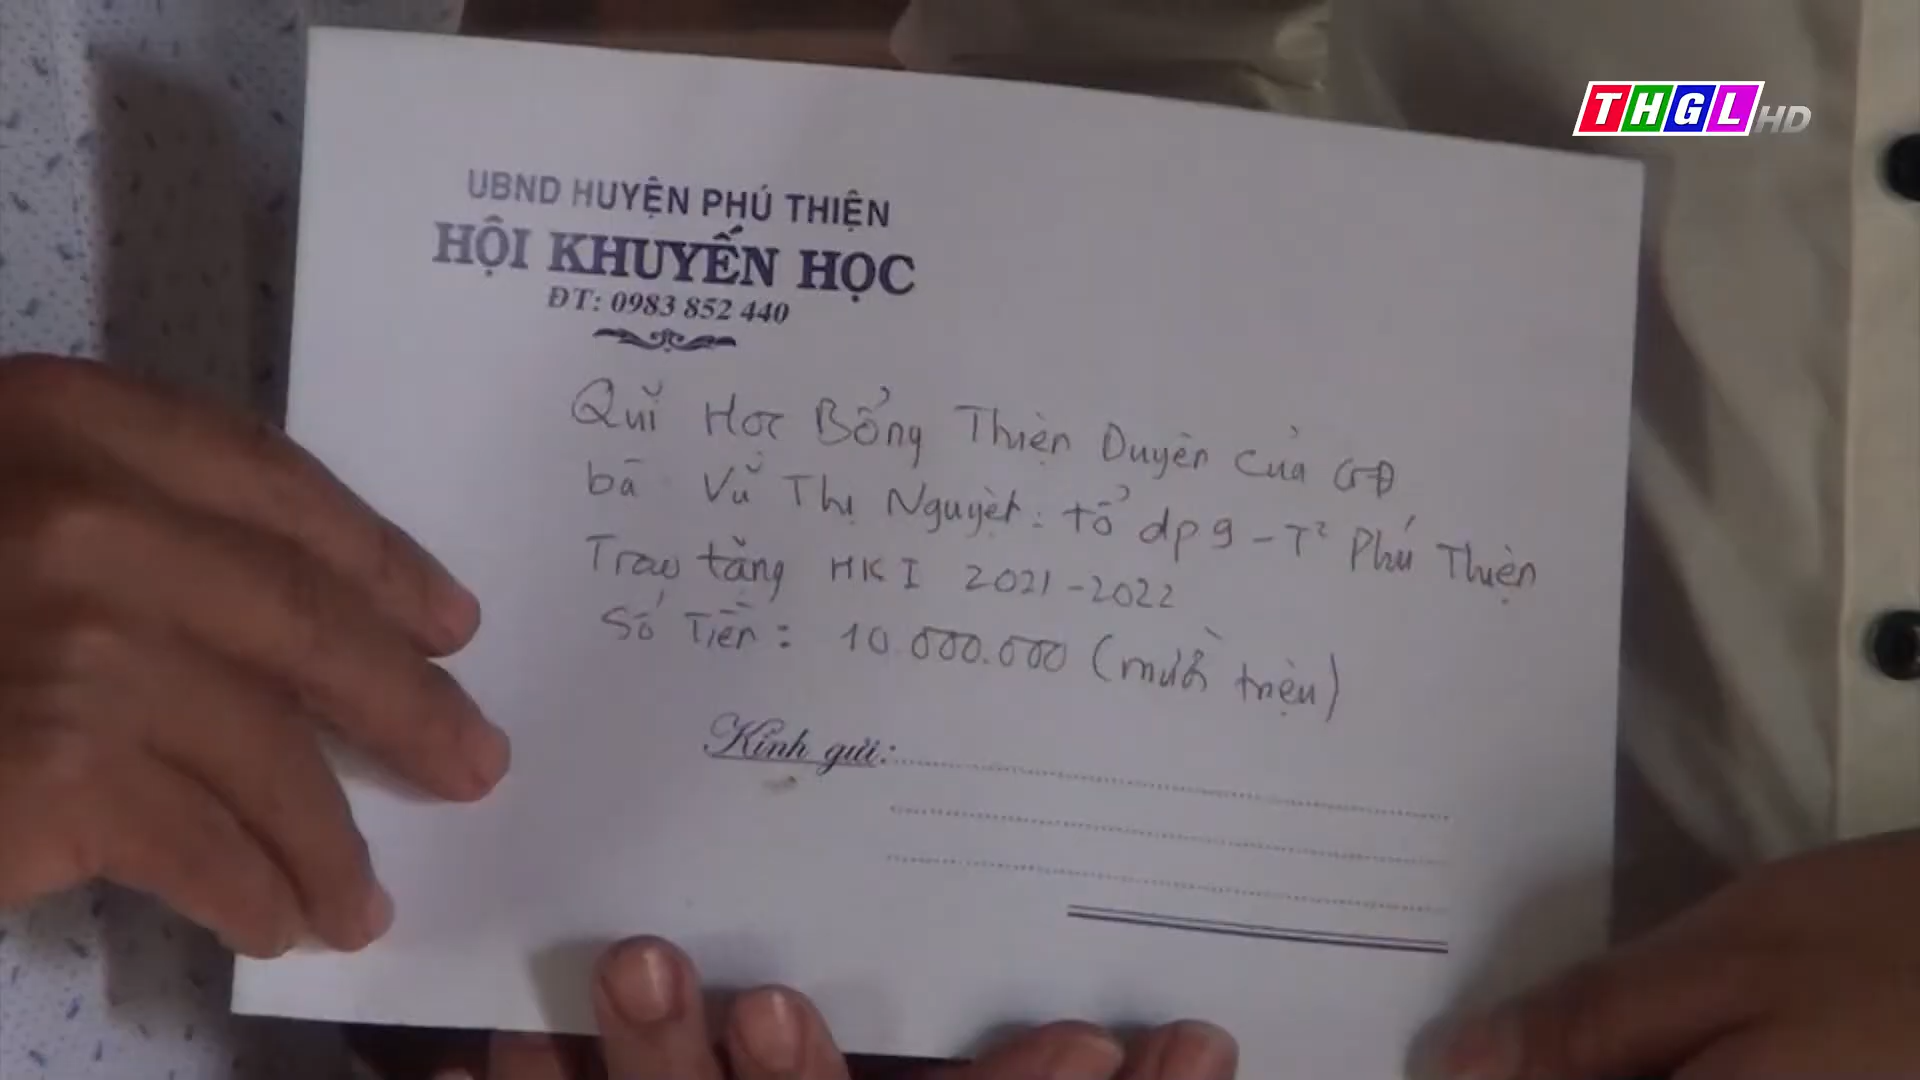 THGL HD
UBND HUYỆN PHÚ THIỆN
HỘI KHUYẾN HỌC
ĐT: 0983 852 440
Quĩ Học Bổng Thiện Duyên của GĐ
bà Vũ Thị Nguyệt: tổ dp 9 - T² Phú Thiện
Trao tặng HK I 2021-2022
Số Tiền: 10.000.000 (mười triệu)
Kính gửi: